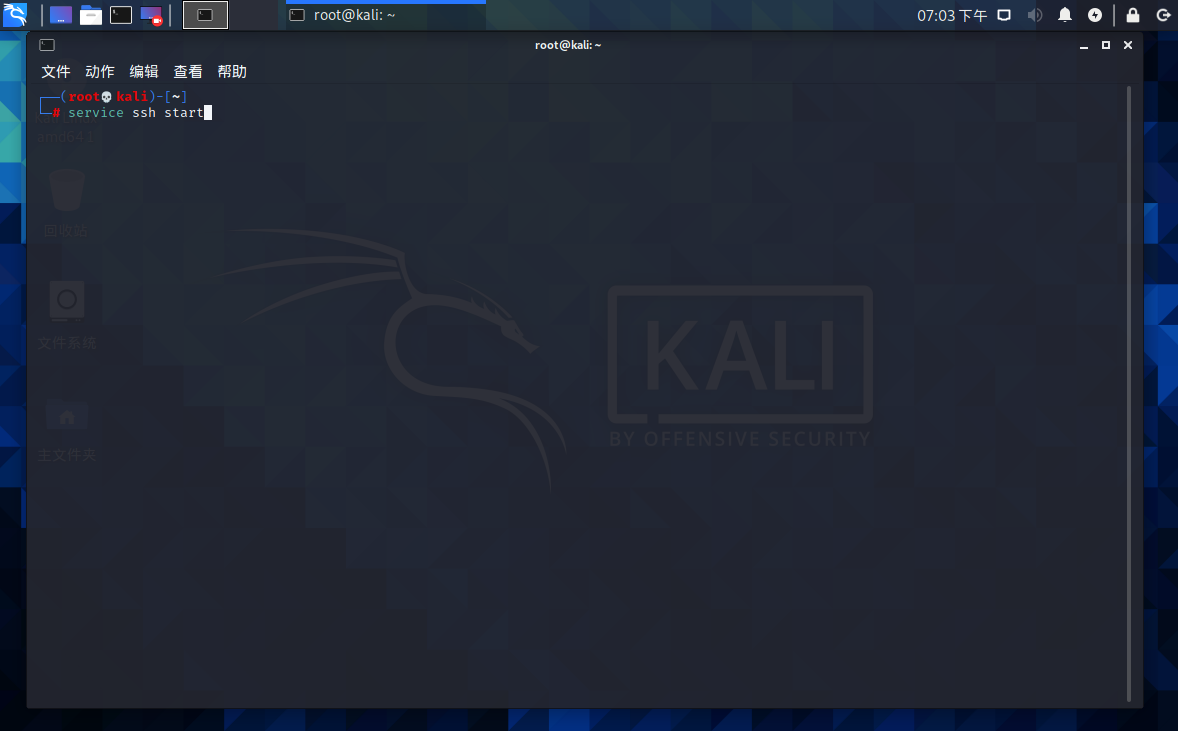 root@kali: ~
07:03 下午
root@kali: ~
文件 动作 编辑 查看 帮助
┌──(root💀kali)-[~]
└─# service ssh start
amd64
回收站
文件系统
KALI
BY OFFENSIVE SECURITY
主文件夹